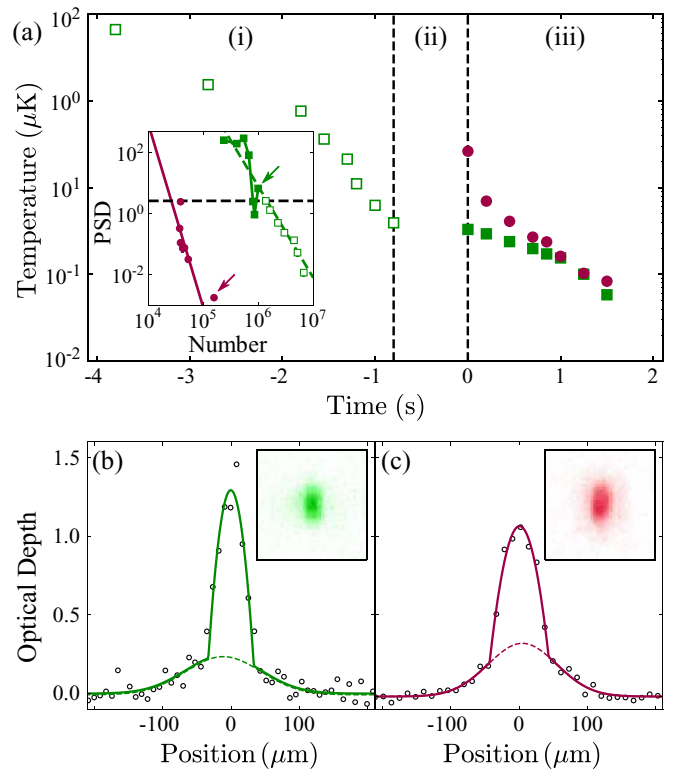 (a)
10^2
(i)
(ii)
(iii)
10^0
10^1
10^-1
10^-2
Temperature (μK)
10^2
10^0
10^-2
PSD
10^4 10^5 10^6 10^7
Number
-4 -3 -2 -1 0 1 2
Time (s)
(b)
(c)
1.5
1.0
0.5
0.0
Optical Depth
-100 0 100
-100 0 100
Position (μm)
Position (μm)